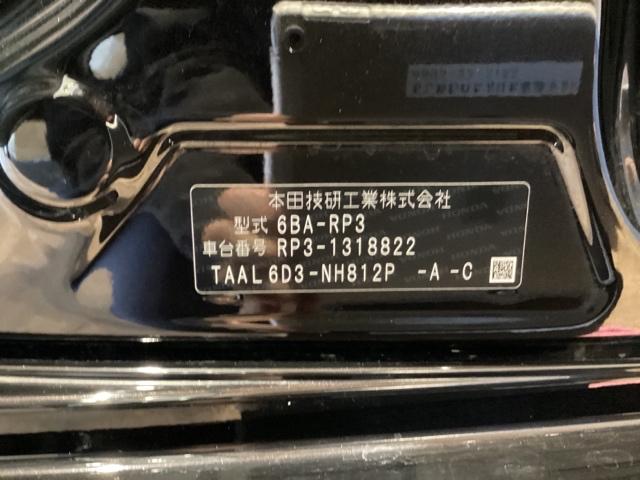 本田技研工業株式会社
型式 6BA-RP3
車台番号 RP3-1318822
TAAL 6D3-NH812P -A -C